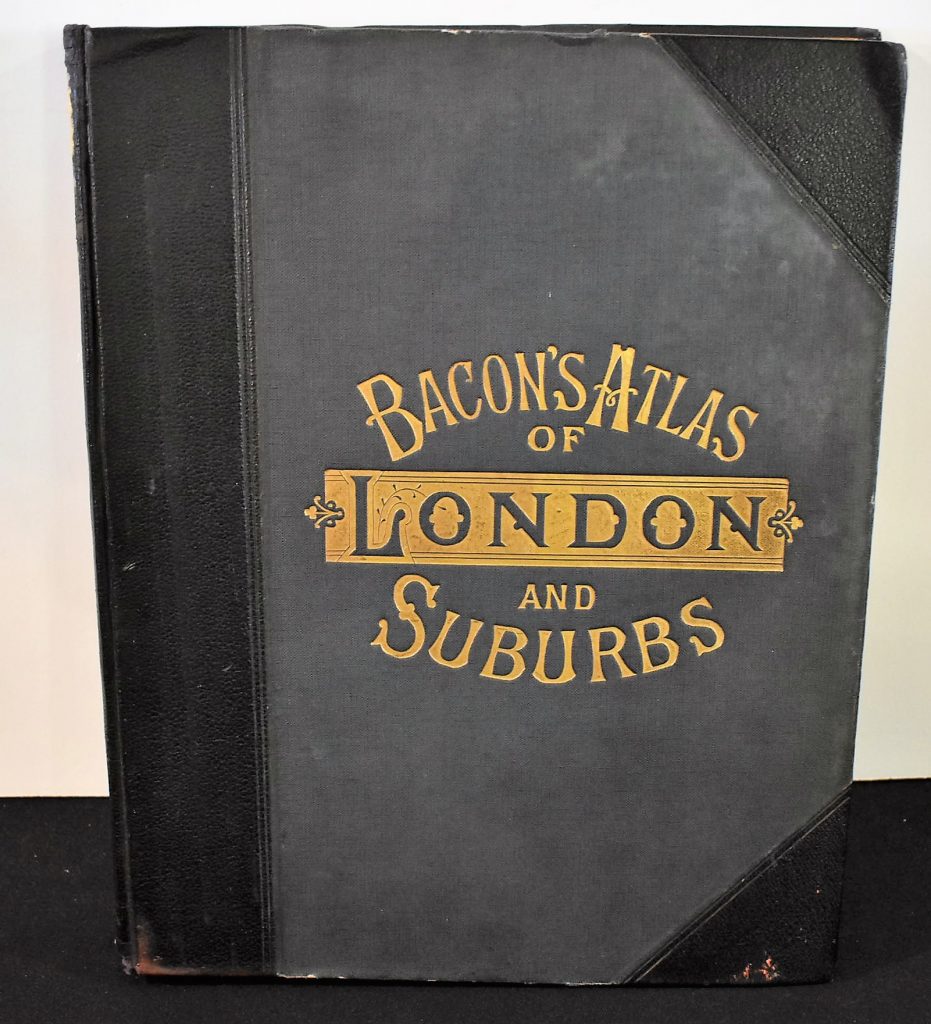 BACON'S ATLAS
OF
LONDON
AND
SUBURBS